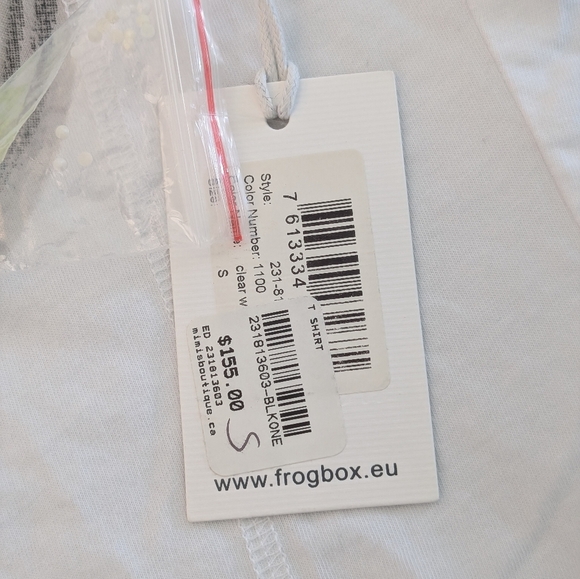 Style:
231-81
Color Number: 1100
clear w
S
7 613334
T SHIRT
231813603-BLKONE
$155.00
S
ED 231813603
mimisboutique.ca
www.frogbox.eu